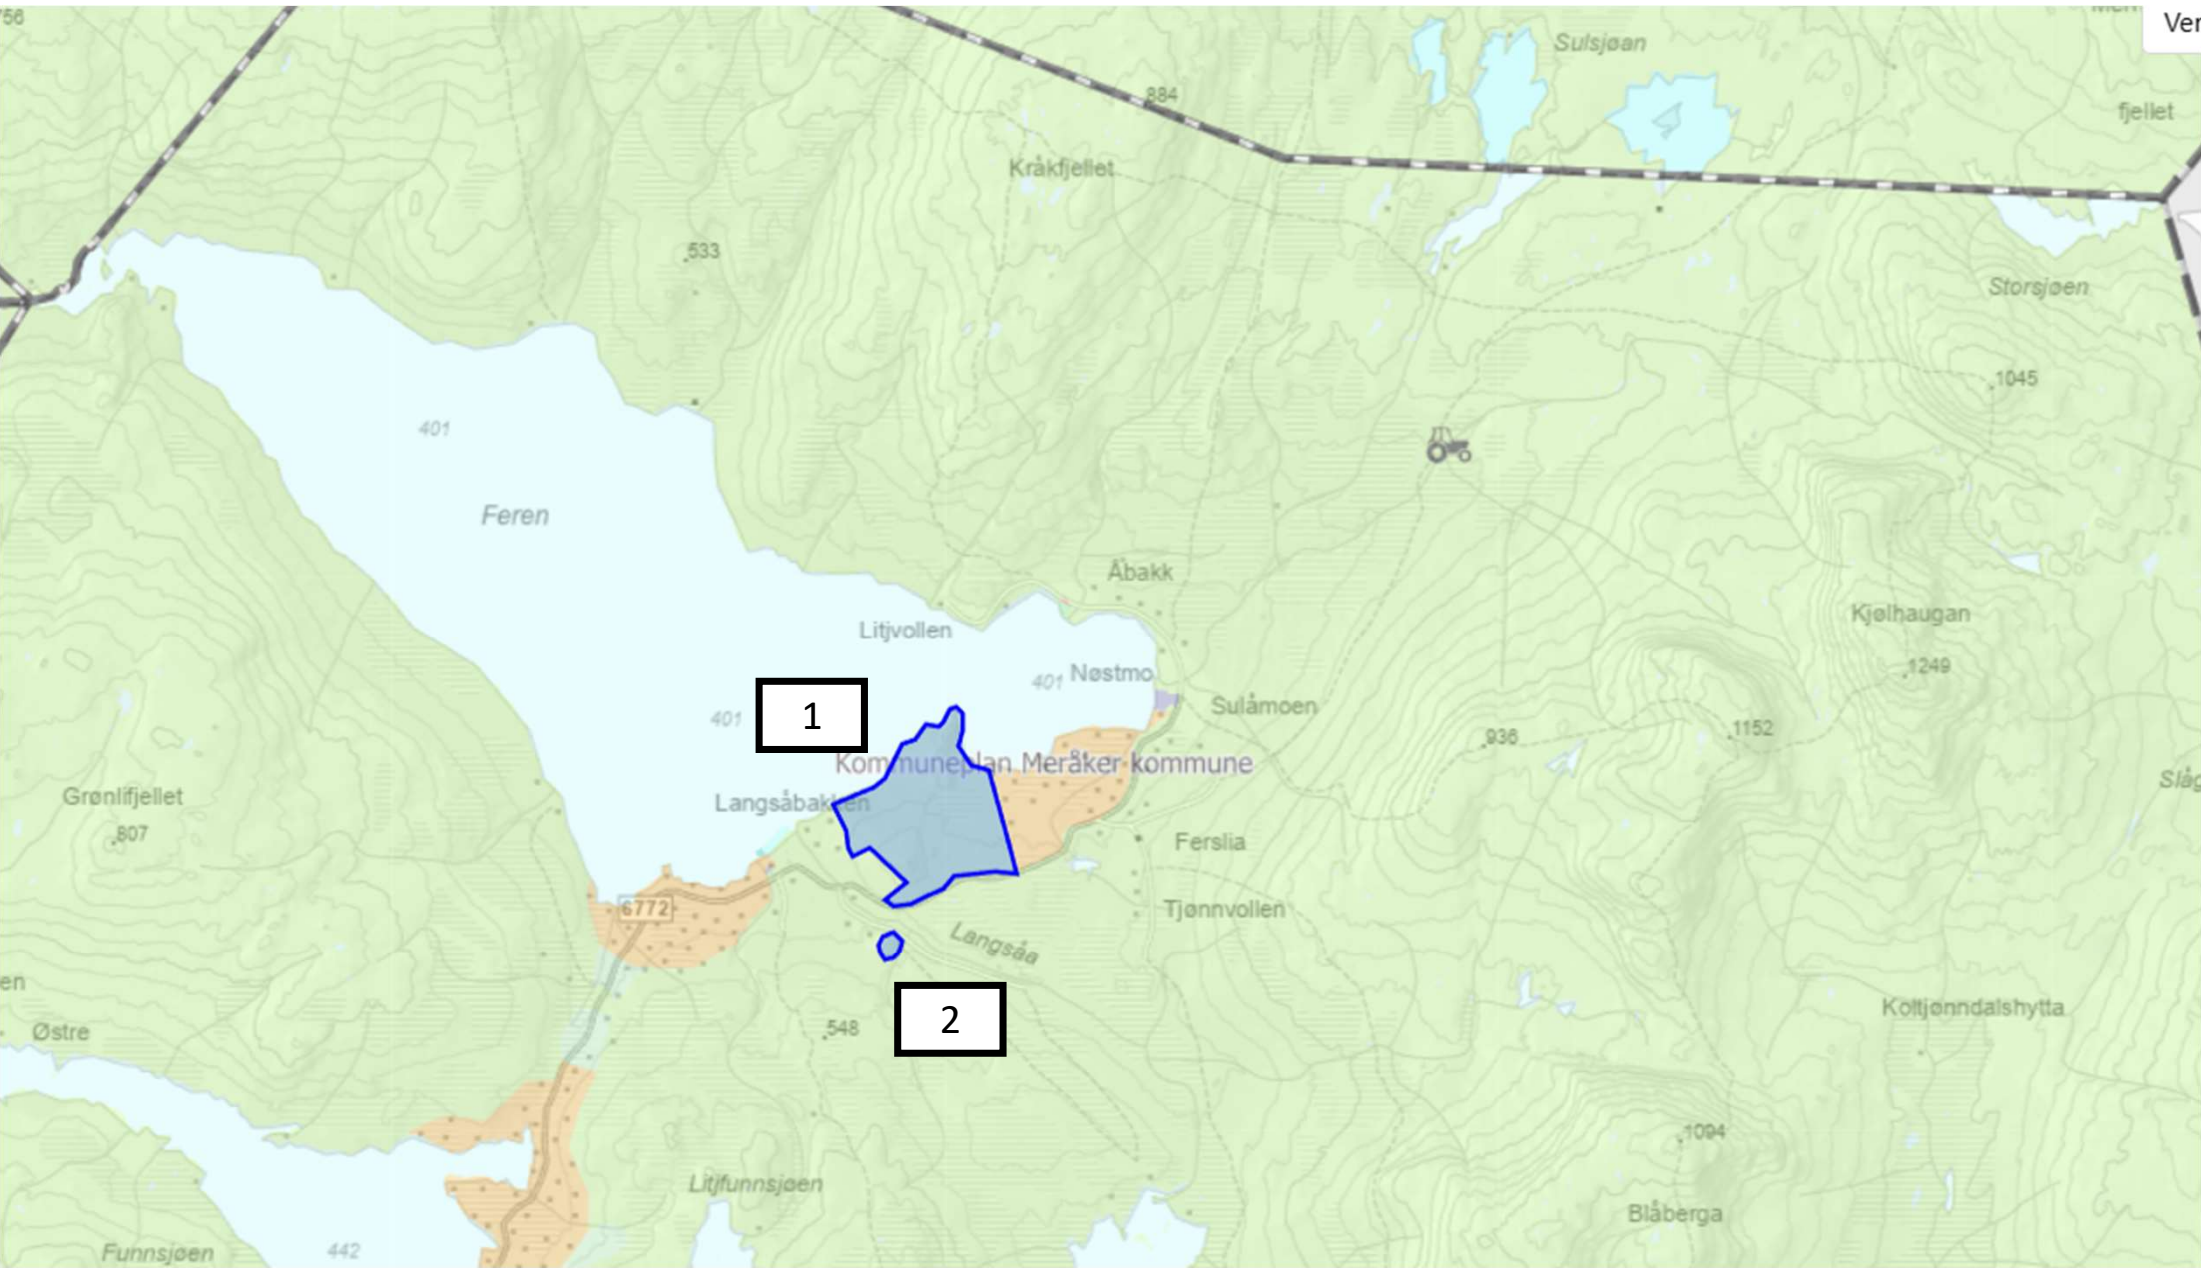 756
Ver
Sulsjøan
884
fjellet
Kråkfjellet
533
Storsjøen
1045
401
Feren
Åbakk
Kjølhaugan
Litjvollen
1249
401 Nøstmo
Sulåmoen
1
401
1152
936
Kommuneplan Meråker kommune
Slåg
Grønlifjellet
Langsåbakken
807
Ferslia
6772
Tjønnvollen
Langsåa
en
Koltjønndalshytta
2
548
Østre
1094
Litjfunnsjøen
Blåberga
Funnsjøen
442